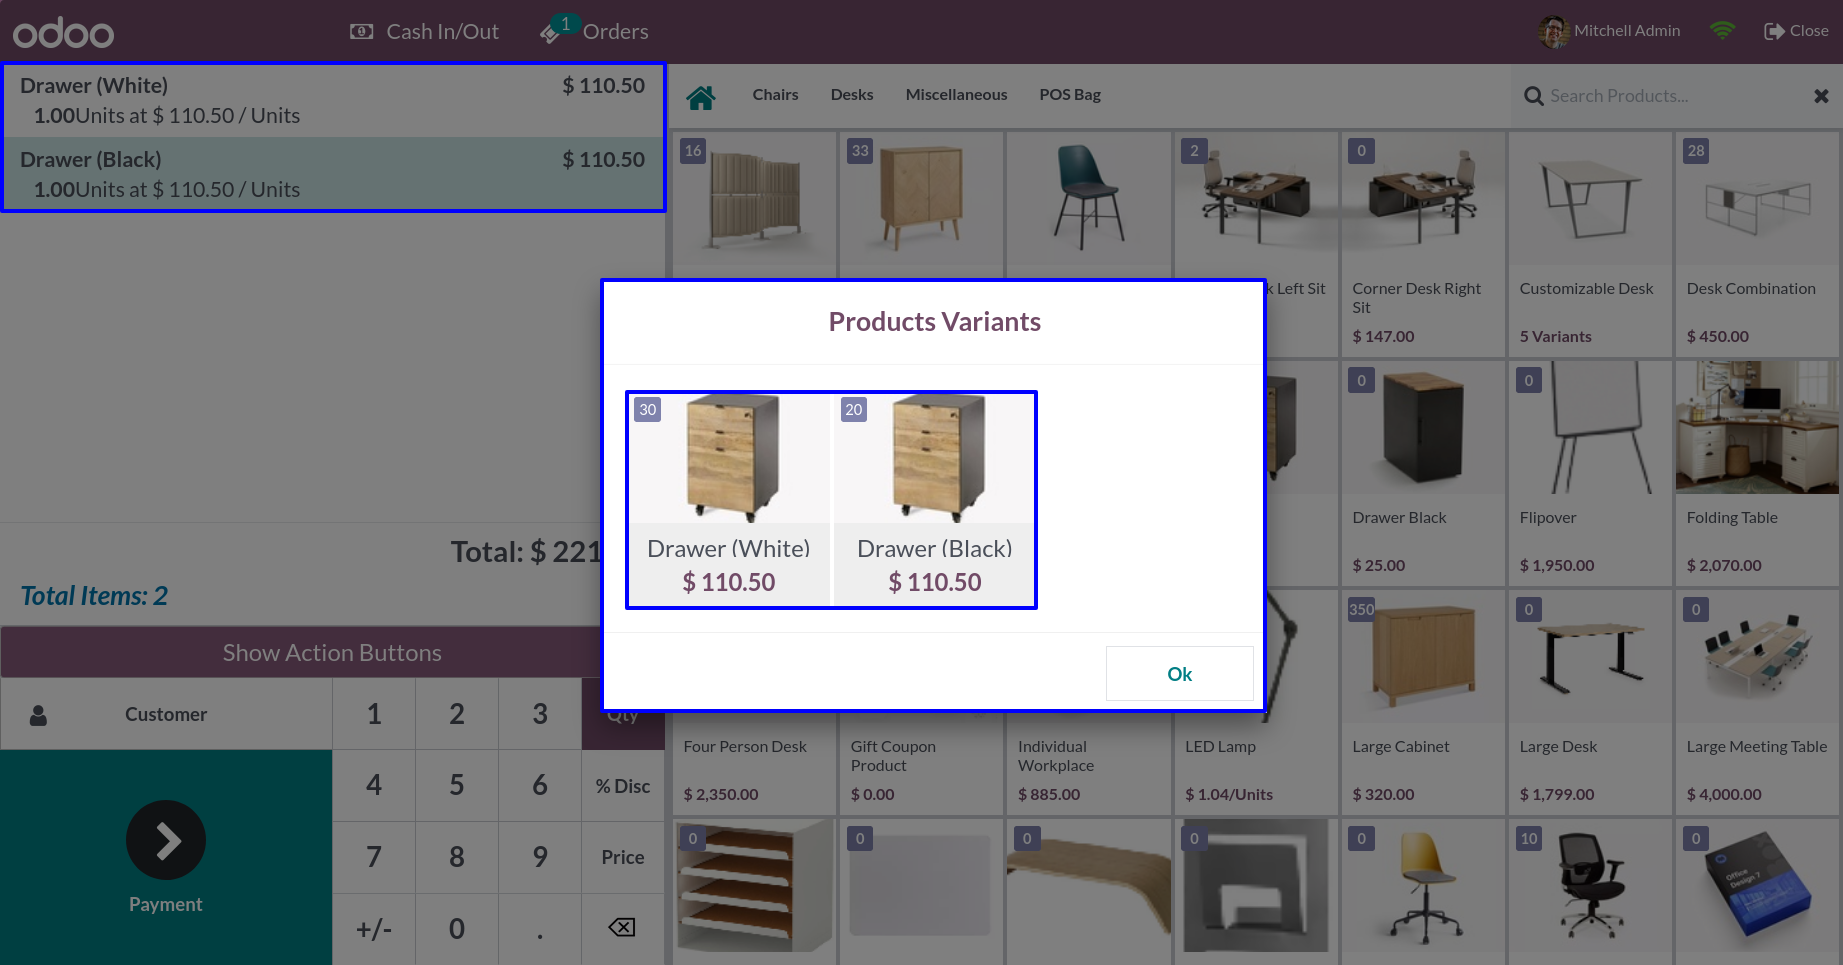 odoo
Cash In/Out
1
Orders
Mitchell Admin
Close
Drawer (White)
$ 110.50
1.00Units at $ 110.50 / Units
Drawer (Black)
$ 110.50
1.00Units at $ 110.50 / Units
Total: $ 221
Total Items: 2
Show Action Buttons
Customer
1
2
3
Qty
4
5
6
% Disc
7
8
9
Price
Payment
+/-
0
.
Chairs
Desks
Miscellaneous
POS Bag
Search Products...
16
33
2
k Left Sit
0
Corner Desk Right
Sit
$ 147.00
Customizable Desk
5 Variants
28
Desk Combination
$ 450.00
Products Variants
30
Drawer (White)
$ 110.50
20
Drawer (Black)
$ 110.50
Ok
0
Drawer Black
$ 25.00
0
Flipover
$ 1,950.00
Folding Table
$ 2,070.00
Four Person Desk
$ 2,350.00
Gift Coupon
Product
$ 0.00
Individual
Workplace
$ 885.00
LED Lamp
$ 1.04/Units
350
Large Cabinet
$ 320.00
0
Large Desk
$ 1,799.00
0
Large Meeting Table
$ 4,000.00
0
0
0
0
0
10
0
Office
Design 7